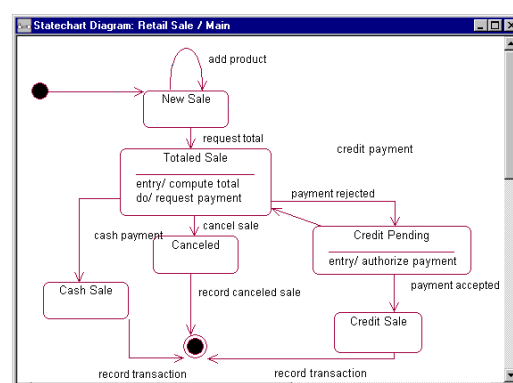 Statechart Diagram: Retail Sale / Main
add product
New Sale
request total
credit payment
Totaled Sale
entry/ compute total
do/ request payment
payment rejected
cancel sale
cash payment
Canceled
Credit Pending
entry/ authorize payment
Cash Sale
record canceled sale
payment accepted
Credit Sale
record transaction
record transaction